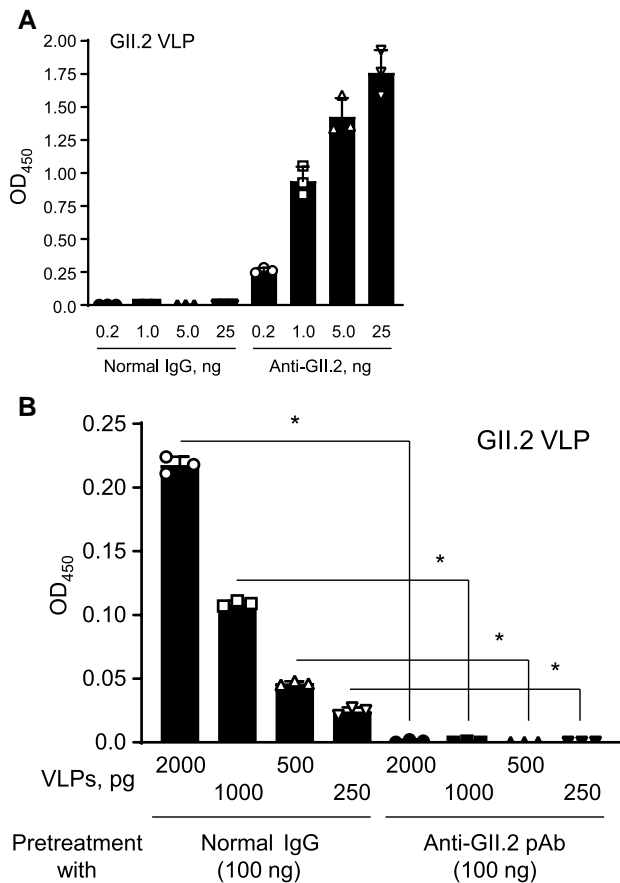 A
GII.2 VLP
2.00
1.75
1.50
1.25
1.00
0.75
0.50
0.25
0.0
OD450
0.2 1.0 5.0 25 0.2 1.0 5.0 25
Normal IgG, ng Anti-GII.2, ng
B
GII.2 VLP
0.25
0.20
0.15
0.10
0.05
0.0
OD450
*
*
*
*
2000 500 2000 500
VLPs, pg
1000 250 1000 250
Pretreatment with
Normal IgG (100 ng)
Anti-GII.2 pAb (100 ng)